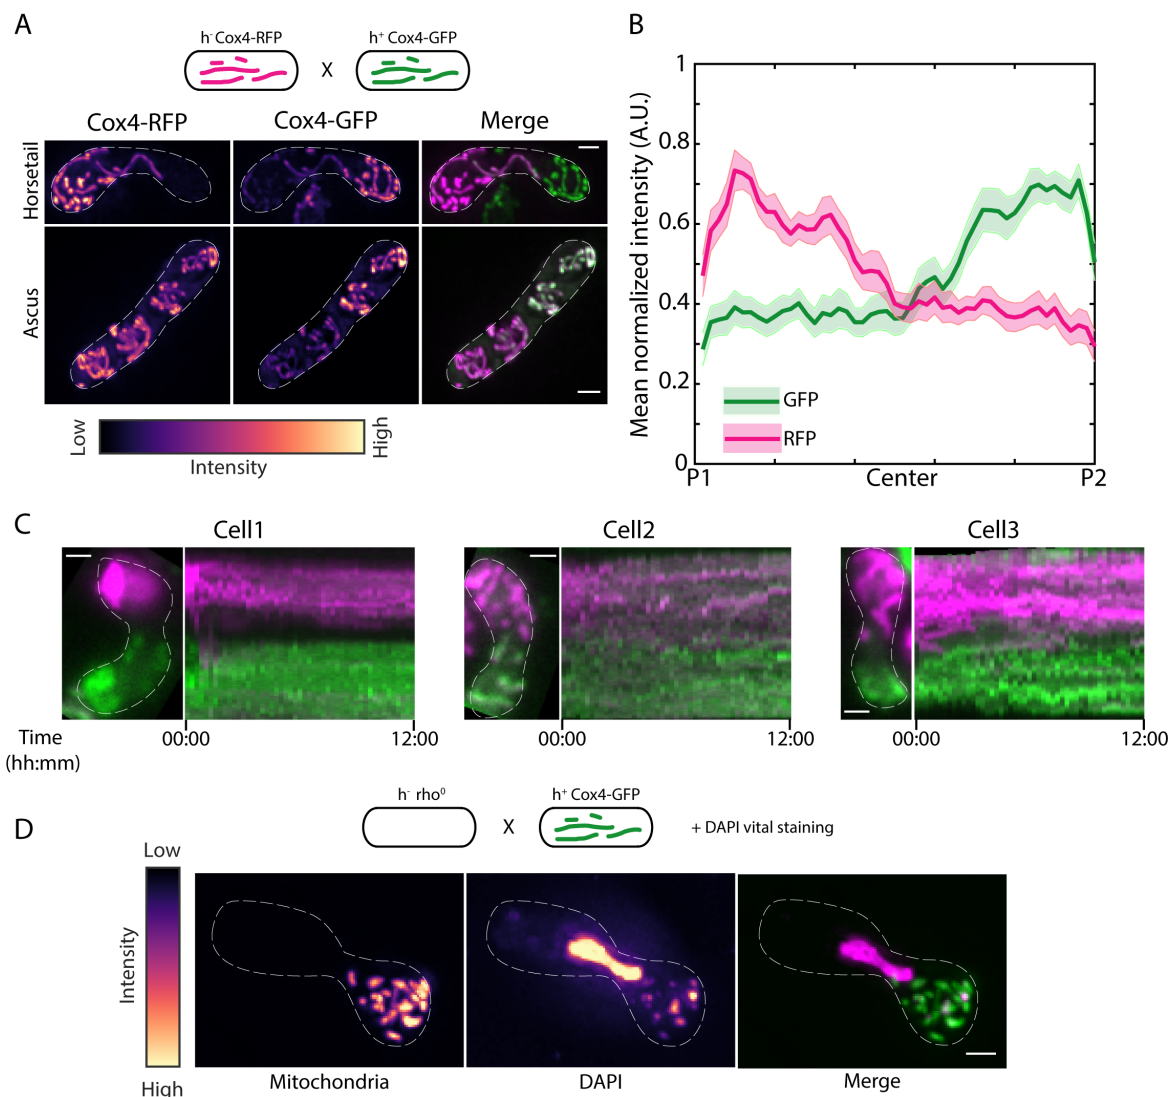 A
h- Cox4-RFP
X
h+ Cox4-GFP
Cox4-RFP
Cox4-GFP
Merge
Horsetail
Ascus
Low
High
Intensity
B
Mean normalized intensity (A.U.)
1
0.8
0.6
0.4
0.2
0
GFP
RFP
P1
Center
P2
C
Cell1
Cell2
Cell3
Time
(hh:mm)
00:00
12:00
00:00
12:00
00:00
12:00
D
h- rho0
X
h+ Cox4-GFP
+ DAPI vital staining
Low
Intensity
High
Mitochondria
DAPI
Merge